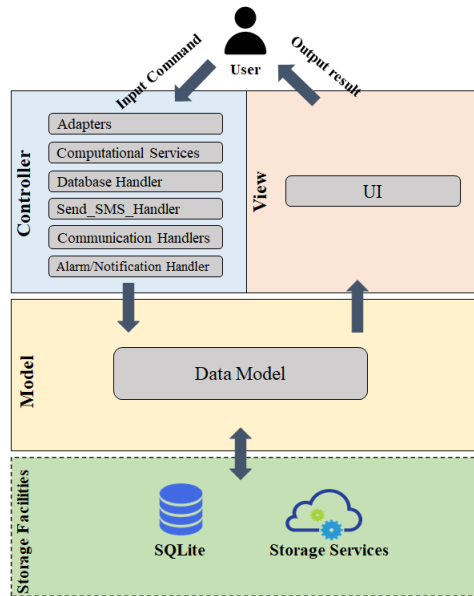 User
Input Command
Output result
Controller
Adapters
Computational Services
Database Handler
Send_SMS_Handler
Communication Handlers
Alarm/Notification Handler
View
UI
Model
Data Model
Storage Facilities
SQLite
Storage Services